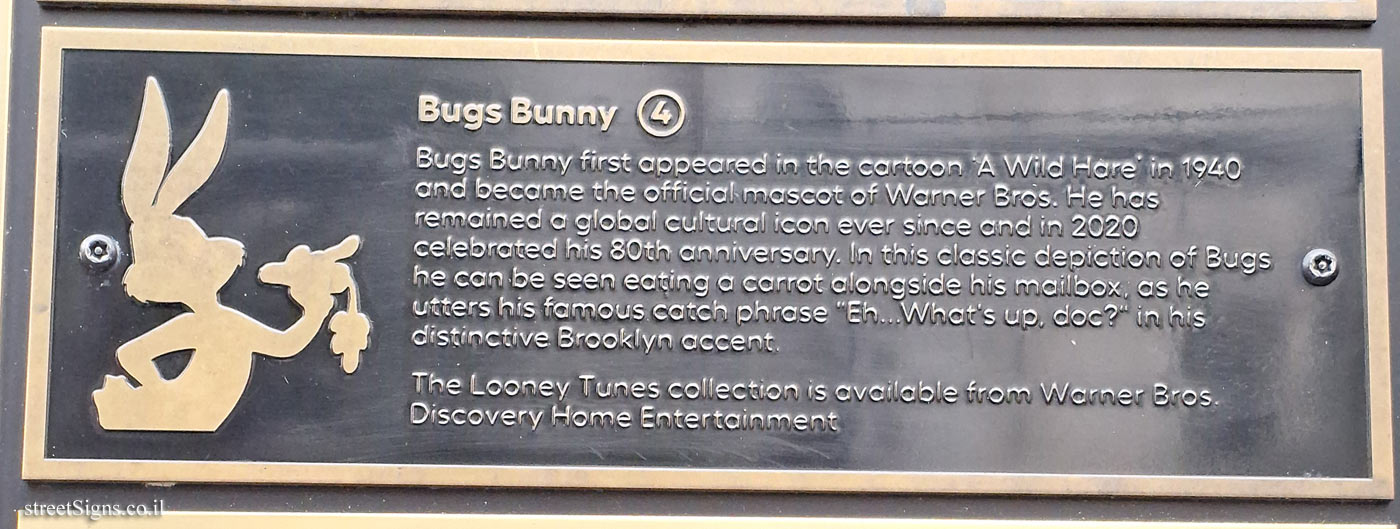 Bugs Bunny 4
Bugs Bunny first appeared in the cartoon 'A Wild Hare' in 1940
and became the official mascot of Warner Bros. He has
remained a global cultural icon ever since and in 2020
celebrated his 80th anniversary. In this classic depiction of Bugs
he can be seen eating a carrot alongside his mailbox, as he
utters his famous catch phrase "Eh...What's up, doc?" in his
distinctive Brooklyn accent.
The Looney Tunes collection is available from Warner Bros.
Discovery Home Entertainment
streetSigns.co.il